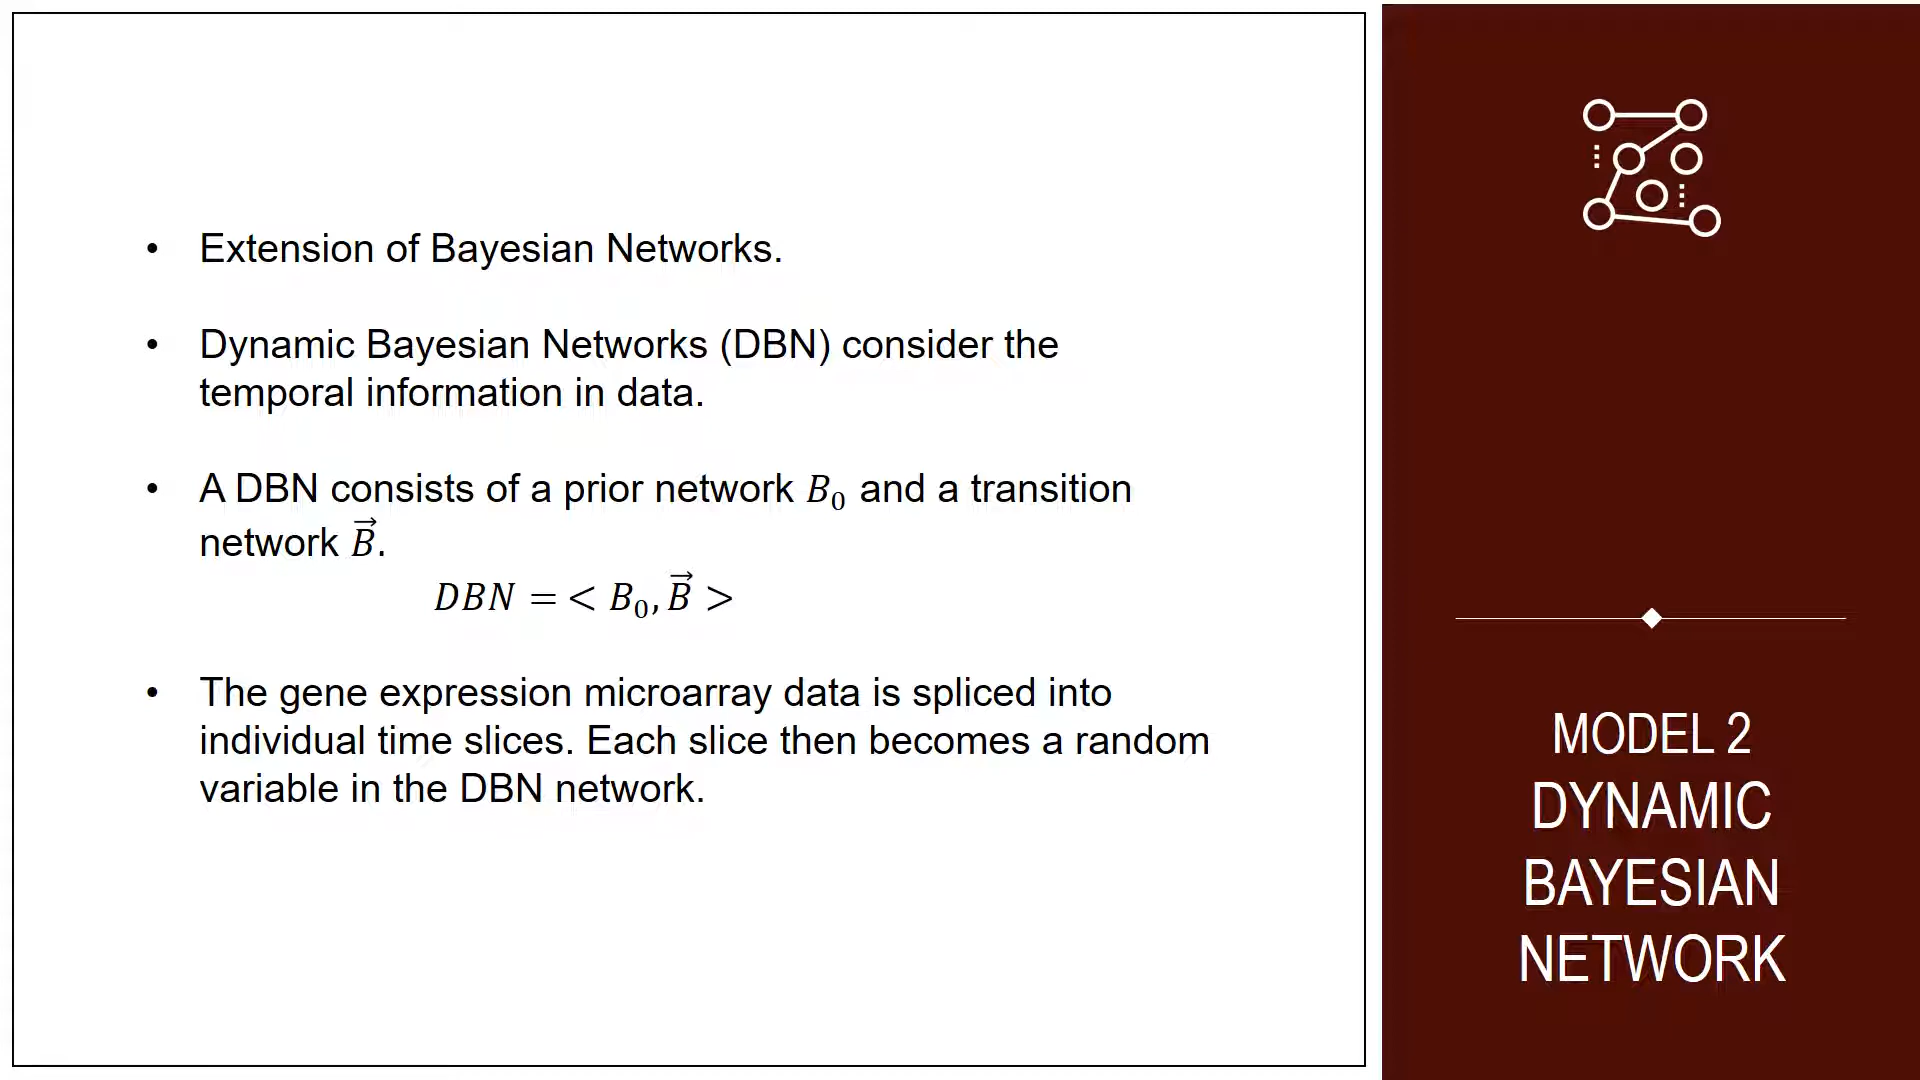 • Extension of Bayesian Networks.
• Dynamic Bayesian Networks (DBN) consider the
temporal information in data.
• A DBN consists of a prior network B₀ and a transition
network B⃗.
DBN = < B₀, B⃗ >
• The gene expression microarray data is spliced into
individual time slices. Each slice then becomes a random
variable in the DBN network.
MODEL 2
DYNAMIC
BAYESIAN
NETWORK